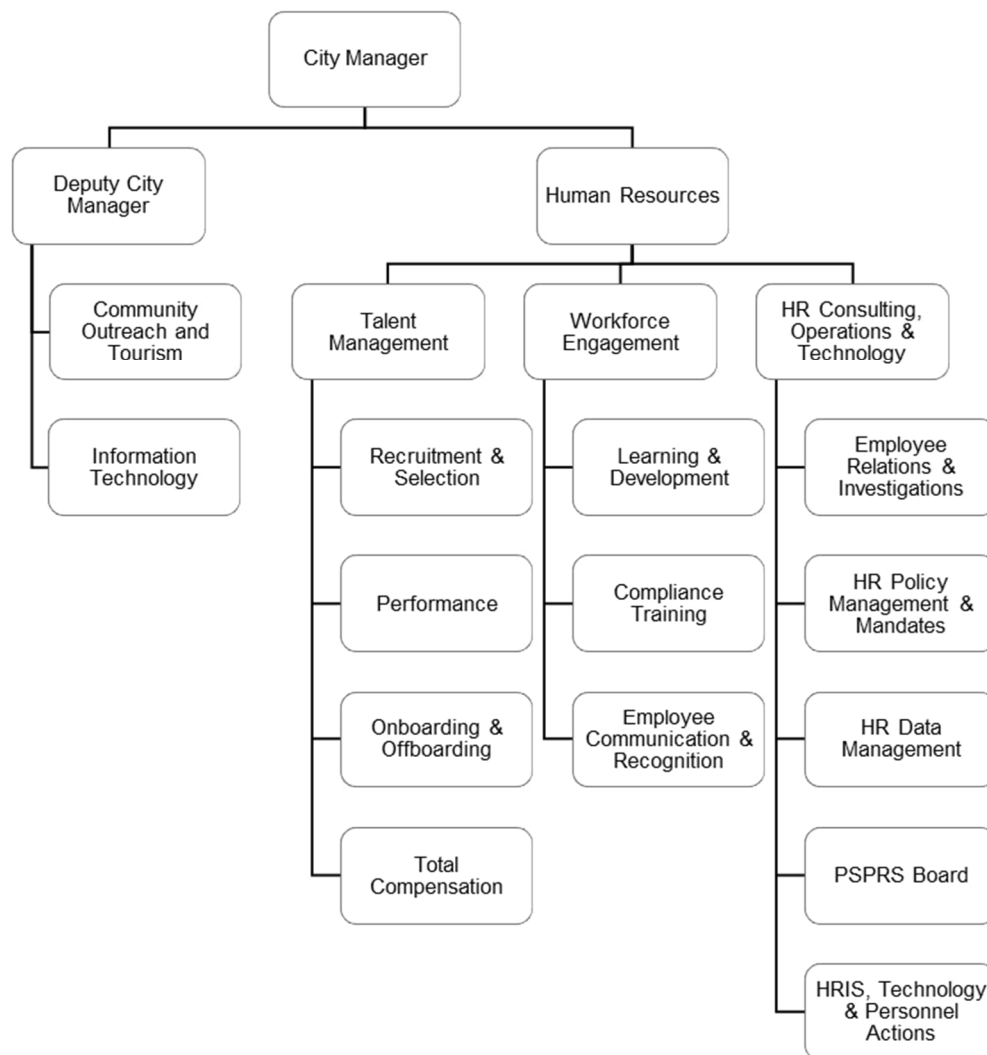 City Manager
Deputy City
Manager
Human Resources
Community
Outreach and
Tourism
Information
Technology
Talent
Management
Recruitment &
Selection
Performance
Onboarding &
Offboarding
Total
Compensation
Workforce
Engagement
Learning &
Development
Compliance
Training
Employee
Communication &
Recognition
HR Consulting,
Operations &
Technology
Employee
Relations &
Investigations
HR Policy
Management &
Mandates
HR Data
Management
PSPRS Board
HRIS, Technology
& Personnel
Actions